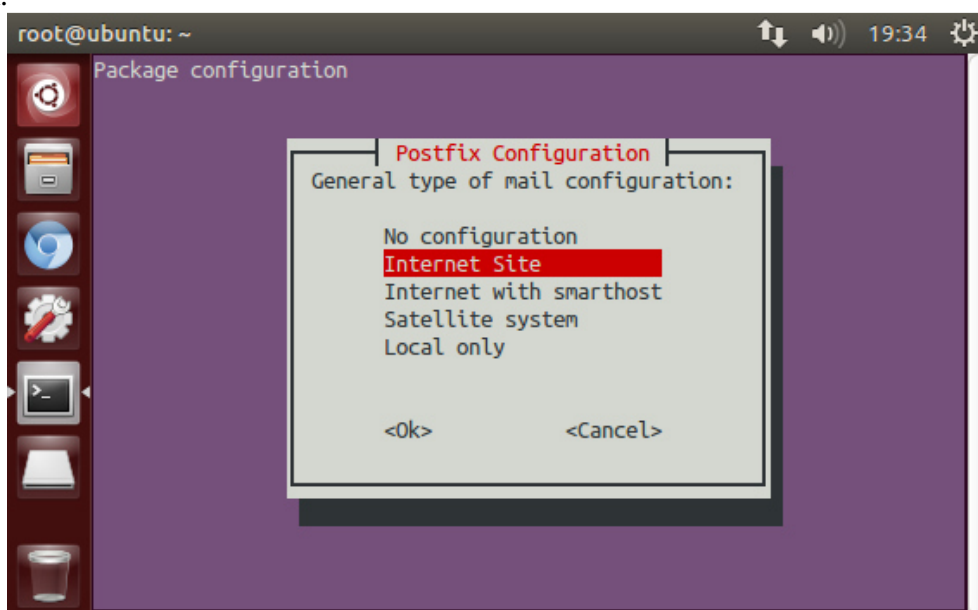 .
root@ubuntu: ~ 19:34
Package configuration
Postfix Configuration
General type of mail configuration:
No configuration
Internet Site
Internet with smarthost
Satellite system
Local only
<Ok> <Cancel>
>_